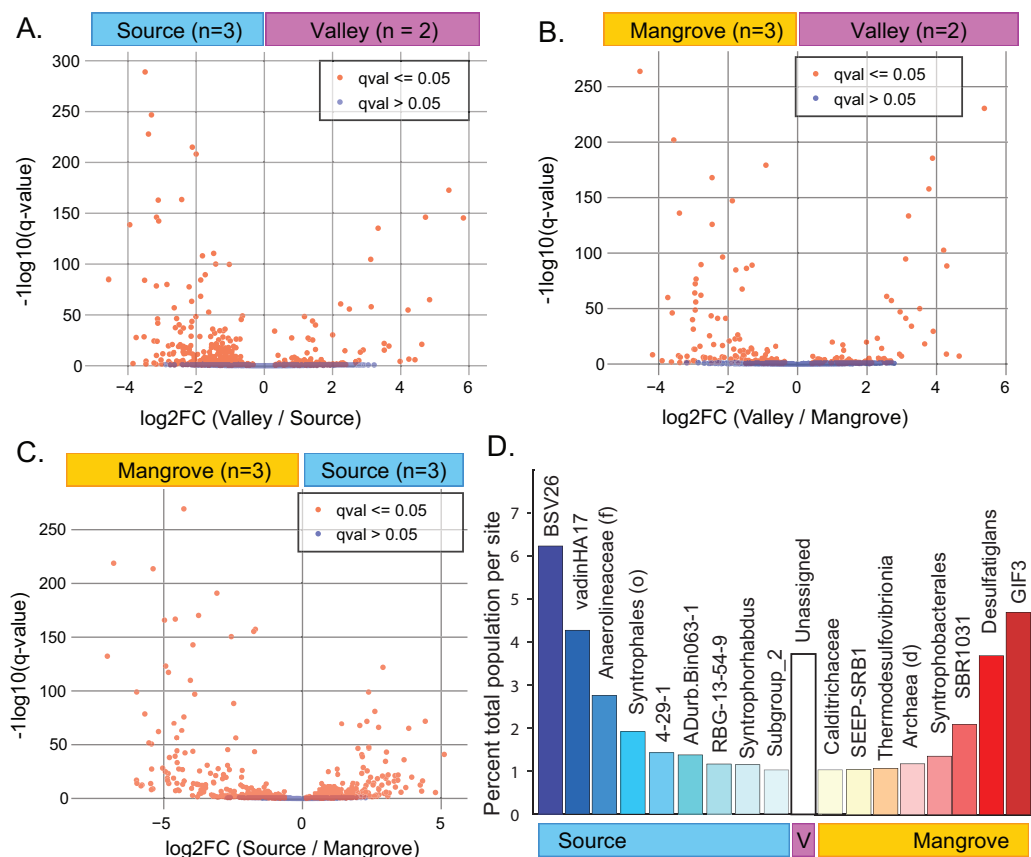 A.
Source (n=3)
Valley (n = 2)
300
250
200
150
100
50
0
-1log10(q-value)
qval <= 0.05
qval > 0.05
−4
−2
0
2
4
6
log2FC (Valley / Source)
B.
Mangrove (n=3)
Valley (n=2)
250
200
150
100
50
0
-1log10(q-value)
qval <= 0.05
qval > 0.05
−4
−2
0
2
4
6
log2FC (Valley / Mangrove)
C.
Mangrove (n=3)
Source (n=3)
250
200
150
100
50
0
-1log10(q-value)
qval <= 0.05
qval > 0.05
−5
0
5
log2FC (Source / Mangrove)
D.
Percent total population per site
7
6
5
4
3
2
1
0
BSV26
vadinHA17
Anaerolineaceae (f)
Syntrophales (o)
4-29-1
ADurb.Bin063-1
RBG-13-54-9
Syntrophorhabdus
Subgroup_2
Unassigned
Calditrichaceae
SEEP-SRB1
Thermodesulfovibrionia
Archaea (d)
Syntrophobacterales
SBR1031
Desulfatiglans
GIF3
Source
V
Mangrove